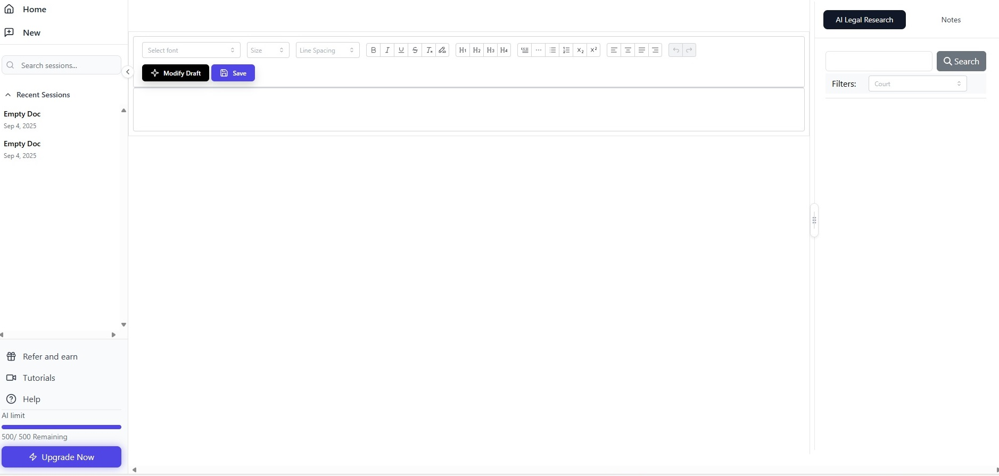 Home
New
Search sessions...
Recent Sessions
Empty Doc
Sep 4, 2025
Empty Doc
Sep 4, 2025
Refer and earn
Tutorials
Help
AI limit
500/ 500 Remaining
Upgrade Now
Select font
Size
Line Spacing
B I U S Tx
H1 H2 H3 H4
X2 X2
Modify Draft
Save
AI Legal Research
Notes
Search
Filters:
Court